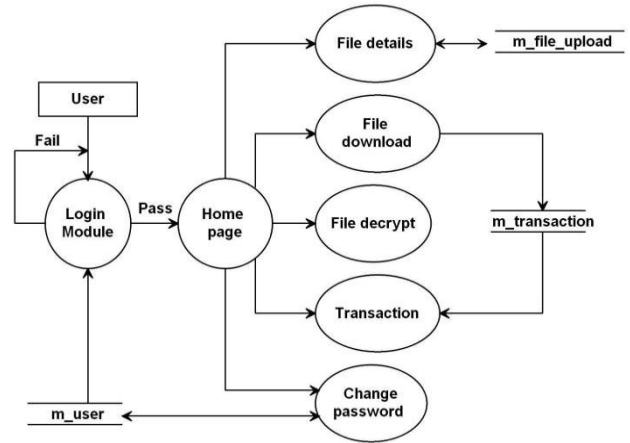 File details
m_file_upload
User
Fail
File
download
Login
Module
Pass
Home
page
File decrypt
m_transaction
Transaction
Change
password
m_user